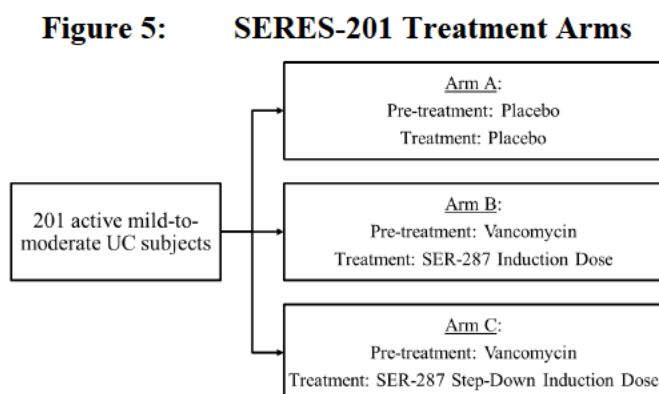 Figure 5: SERES-201 Treatment Arms
Arm A:
Pre-treatment: Placebo
Treatment: Placebo
201 active mild-to-
moderate UC subjects
Arm B:
Pre-treatment: Vancomycin
Treatment: SER-287 Induction Dose
Arm C:
Pre-treatment: Vancomycin
Treatment: SER-287 Step-Down Induction Dose